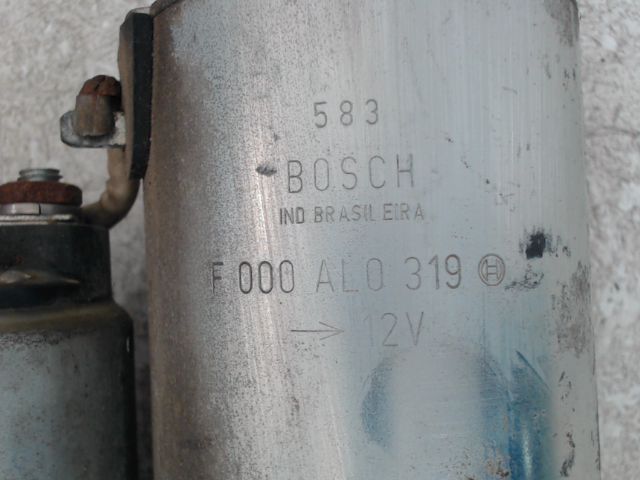 583
BOSCH
IND BRASILEIRA
F 000 AL0 319
→ 12V